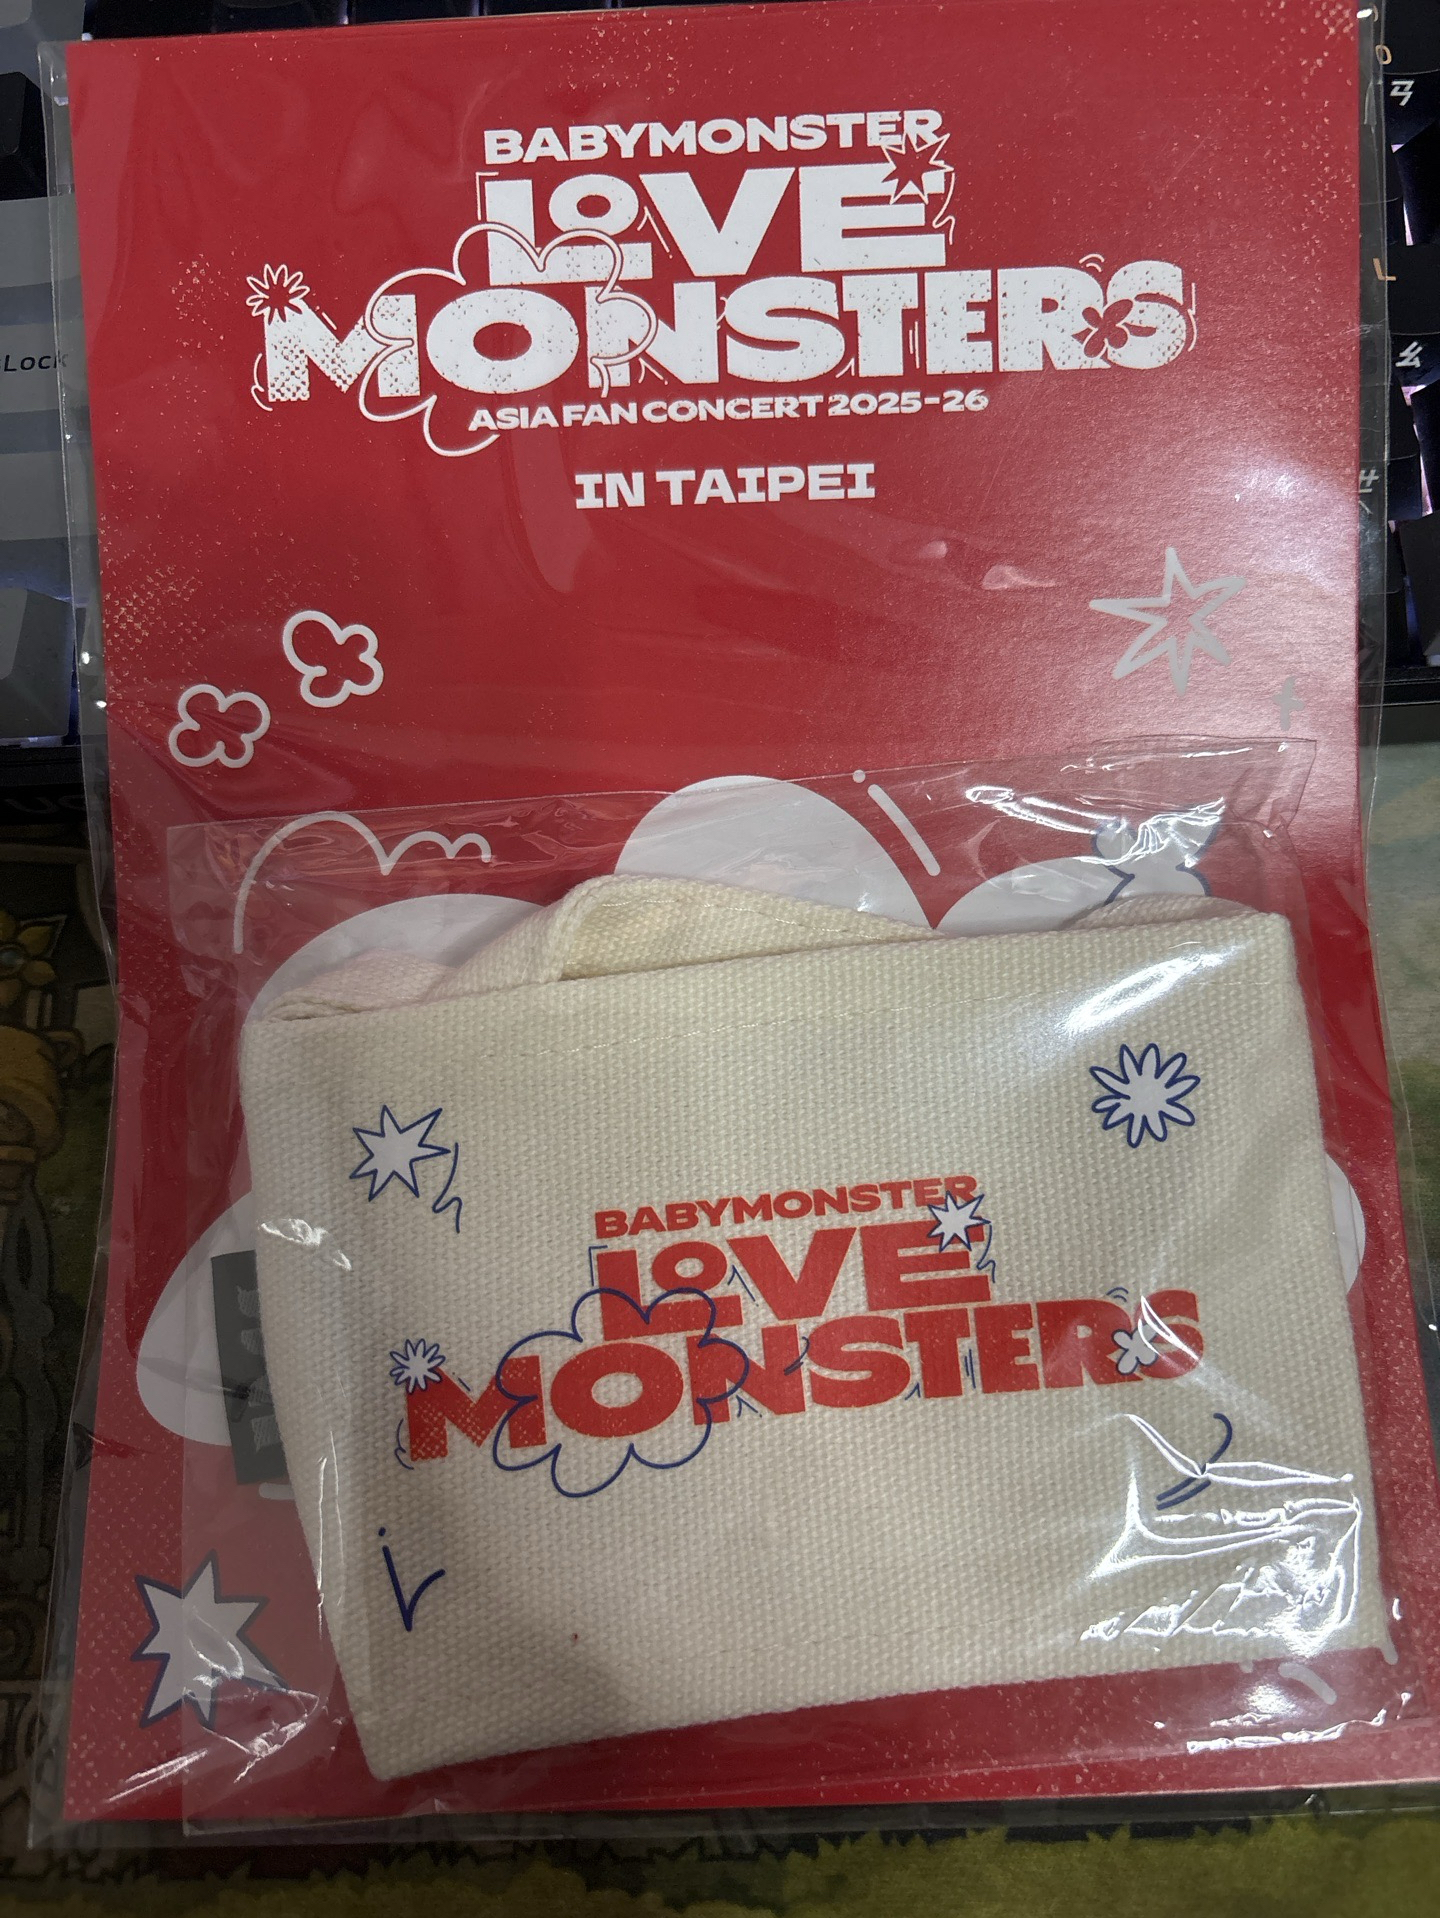 BABYMONSTER
LOVE
MONSTERS
ASIA FAN CONCERT 2025-26
IN TAIPEI
Lock
ㄢ
ㄠ
BABYMONSTER
LOVE
MONSTERS